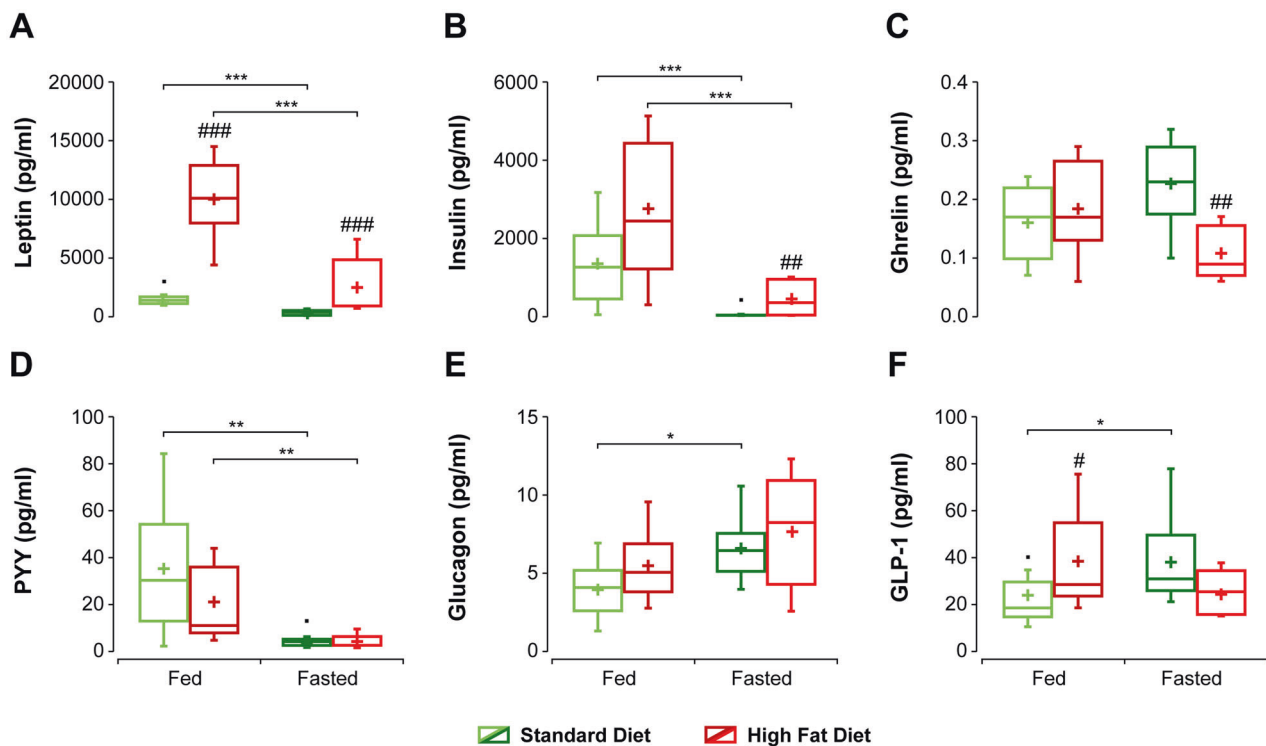 A
Leptin (pg/ml)
20000
15000
10000
5000
0
***
***
###
###
B
Insulin (pg/ml)
6000
4000
2000
0
***
***
##
C
Ghrelin (pg/ml)
0.4
0.3
0.2
0.1
0.0
##
D
PYY (pg/ml)
100
80
60
40
20
0
**
**
Fed
Fasted
E
Glucagon (pg/ml)
15
10
5
0
*
Fed
Fasted
F
GLP-1 (pg/ml)
100
80
60
40
20
0
*
#
Fed
Fasted
Standard Diet
High Fat Diet